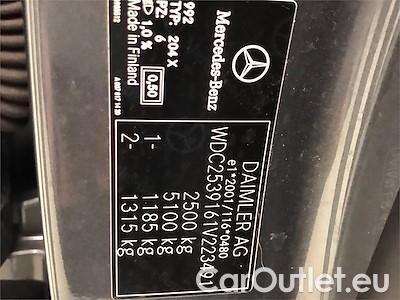 DAIMLER AG
e1*2001/116*0480
2500 kg
5100 kg
1- 1185 kg
2- 1315 kg
Mercedes-Benz
992
TYP: 204 X
PZ: 6
1,0 %
0,50
Made in Finland
CarOutlet.eu